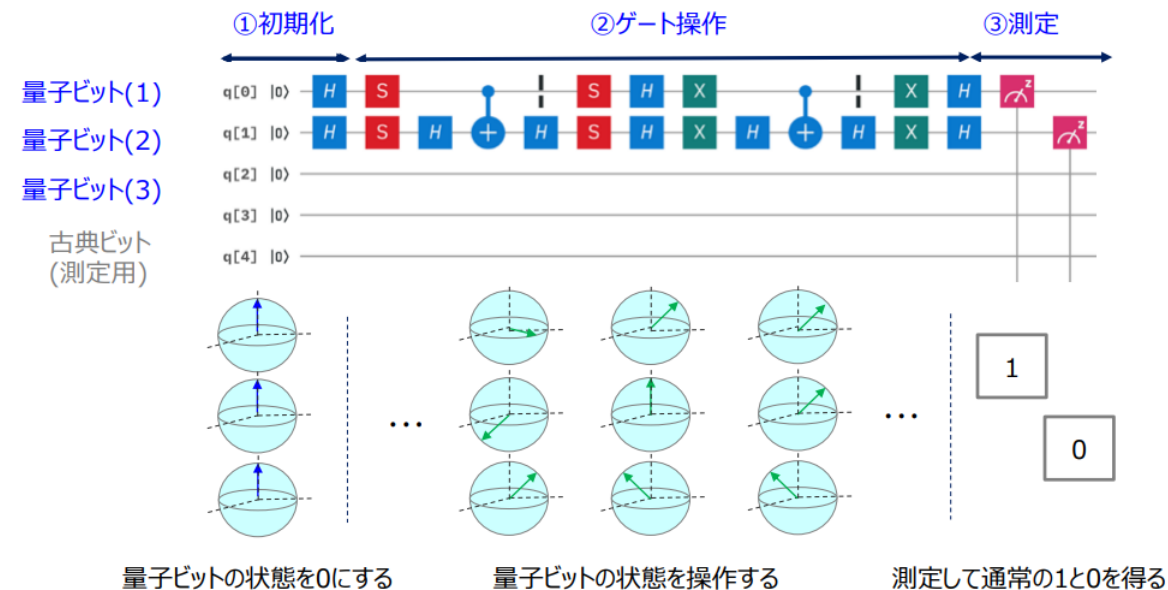 ①初期化 ②ゲート操作 ③測定
量子ビット(1) q[0] |0⟩ H S S H X X H z
量子ビット(2) q[1] |0⟩ H S H + H S H X H + H X H z
量子ビット(3) q[2] |0⟩
q[3] |0⟩
古典ビット
(測定用) q[4] |0⟩
1
... ...
0
量子ビットの状態を0にする 量子ビットの状態を操作する 測定して通常の1と0を得る